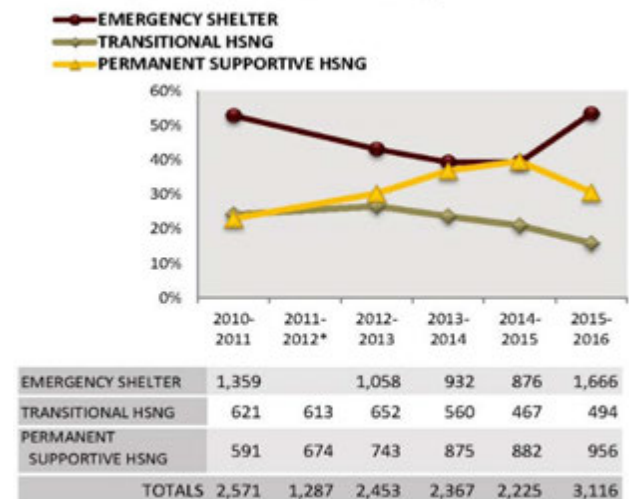 EMERGENCY SHELTER
TRANSITIONAL HSNG
PERMANENT SUPPORTIVE HSNG
60%
50%
40%
30%
20%
10%
0%
2010- 2011- 2012- 2013- 2014- 2015-
2011 2012* 2013 2014 2015 2016
EMERGENCY SHELTER 1,359 1,058 932 876 1,666
TRANSITIONAL HSNG 621 613 652 560 467 494
PERMANENT
SUPPORTIVE HSNG 591 674 743 875 882 956
TOTALS 2,571 1,287 2,453 2,367 2,225 3,116